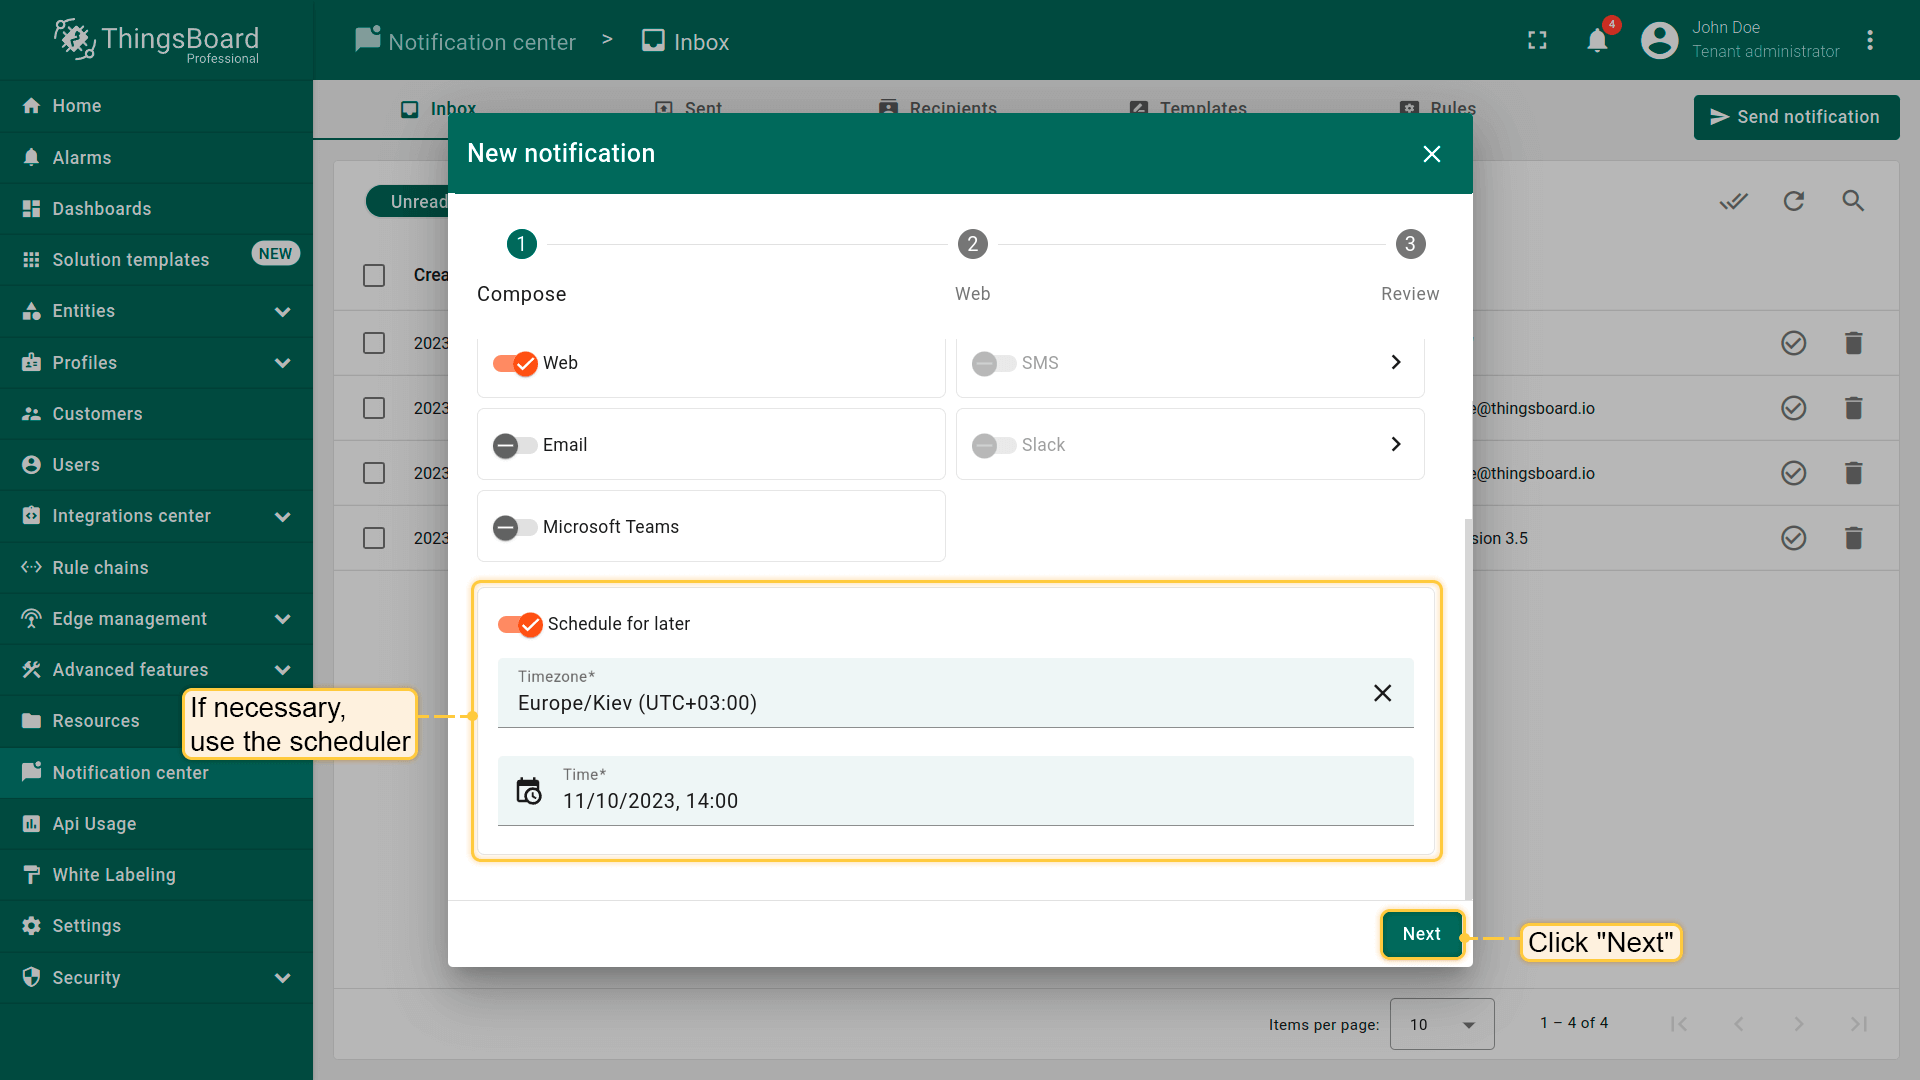 ThingsBoard
Professional
Notification center > Inbox
4
John Doe
Tenant administrator
Home
Alarms
Dashboards
Solution templates NEW
Entities
Profiles
Customers
Users
Integrations center
Rule chains
Edge management
Advanced features
Resources
Notification center
Api Usage
White Labeling
Settings
Security
Inbox Sent Recipients Templates Rules
Send notification
Unread
Crea
2023
2023
e@thingsboard.io
2023
e@thingsboard.io
2023
sion 3.5
New notification
1 2 3
Compose Web Review
Web SMS
Email Slack
Microsoft Teams
Schedule for later
Timezone*
Europe/Kiev (UTC+03:00)
Time*
11/10/2023, 14:00
If necessary,
use the scheduler
Next
Click "Next"
Items per page: 10 1 – 4 of 4